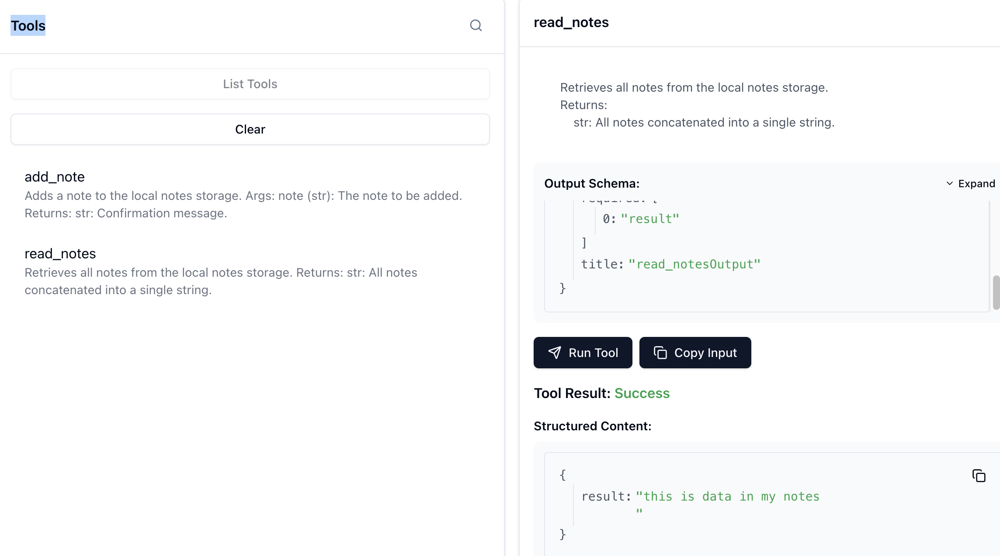 Tools
List Tools
Clear
add_note
Adds a note to the local notes storage. Args: note (str): The note to be added.
Returns: str: Confirmation message.
read_notes
Retrieves all notes from the local notes storage. Returns: str: All notes
concatenated into a single string.
read_notes
Retrieves all notes from the local notes storage.
Returns:
str: All notes concatenated into a single string.
Output Schema:
Expand
required: [
0: "result"
]
title: "read_notesOutput"
}
Run Tool
Copy Input
Tool Result: Success
Structured Content:
{
result: "this is data in my notes
"
}